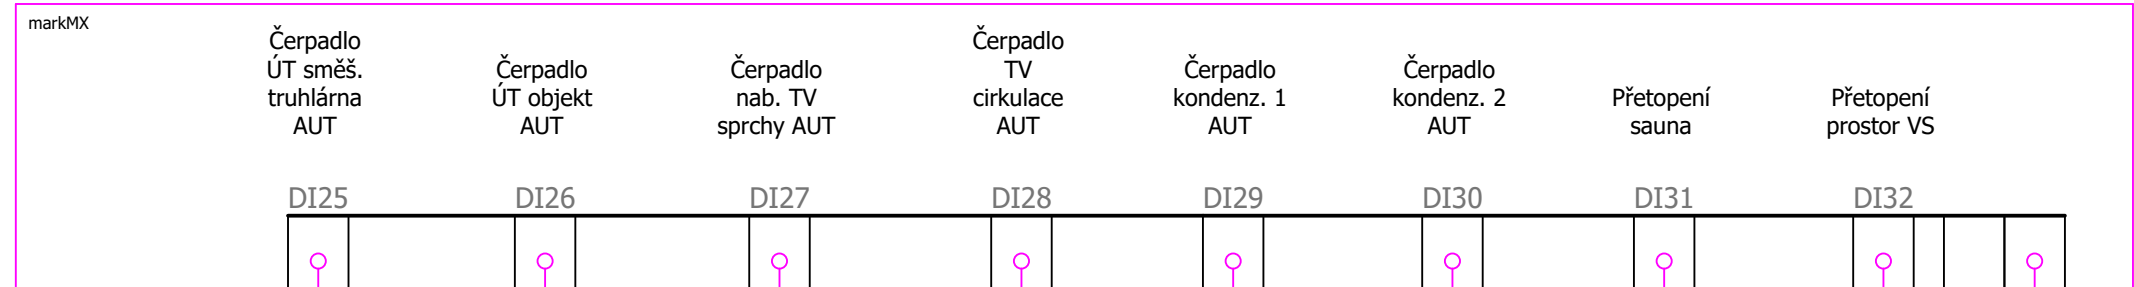 markMX
Čerpadlo
ÚT směš.
truhlárna
AUT
Čerpadlo
ÚT objekt
AUT
Čerpadlo
nab. TV
sprchy AUT
Čerpadlo
TV
cirkulace
AUT
Čerpadlo
kondenz. 1
AUT
Čerpadlo
kondenz. 2
AUT
Přetopení
sauna
Přetopení
prostor VS
DI25
DI26
DI27
DI28
DI29
DI30
DI31
DI32